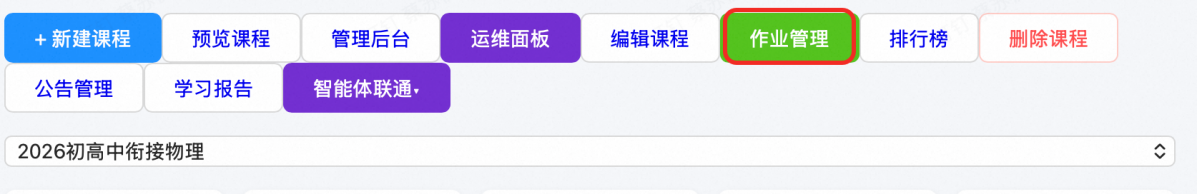 + 新建课程 预览课程 管理后台 运维面板 编辑课程 作业管理 排行榜 删除课程
公告管理 学习报告 智能体联通▾
2026初高中衔接物理